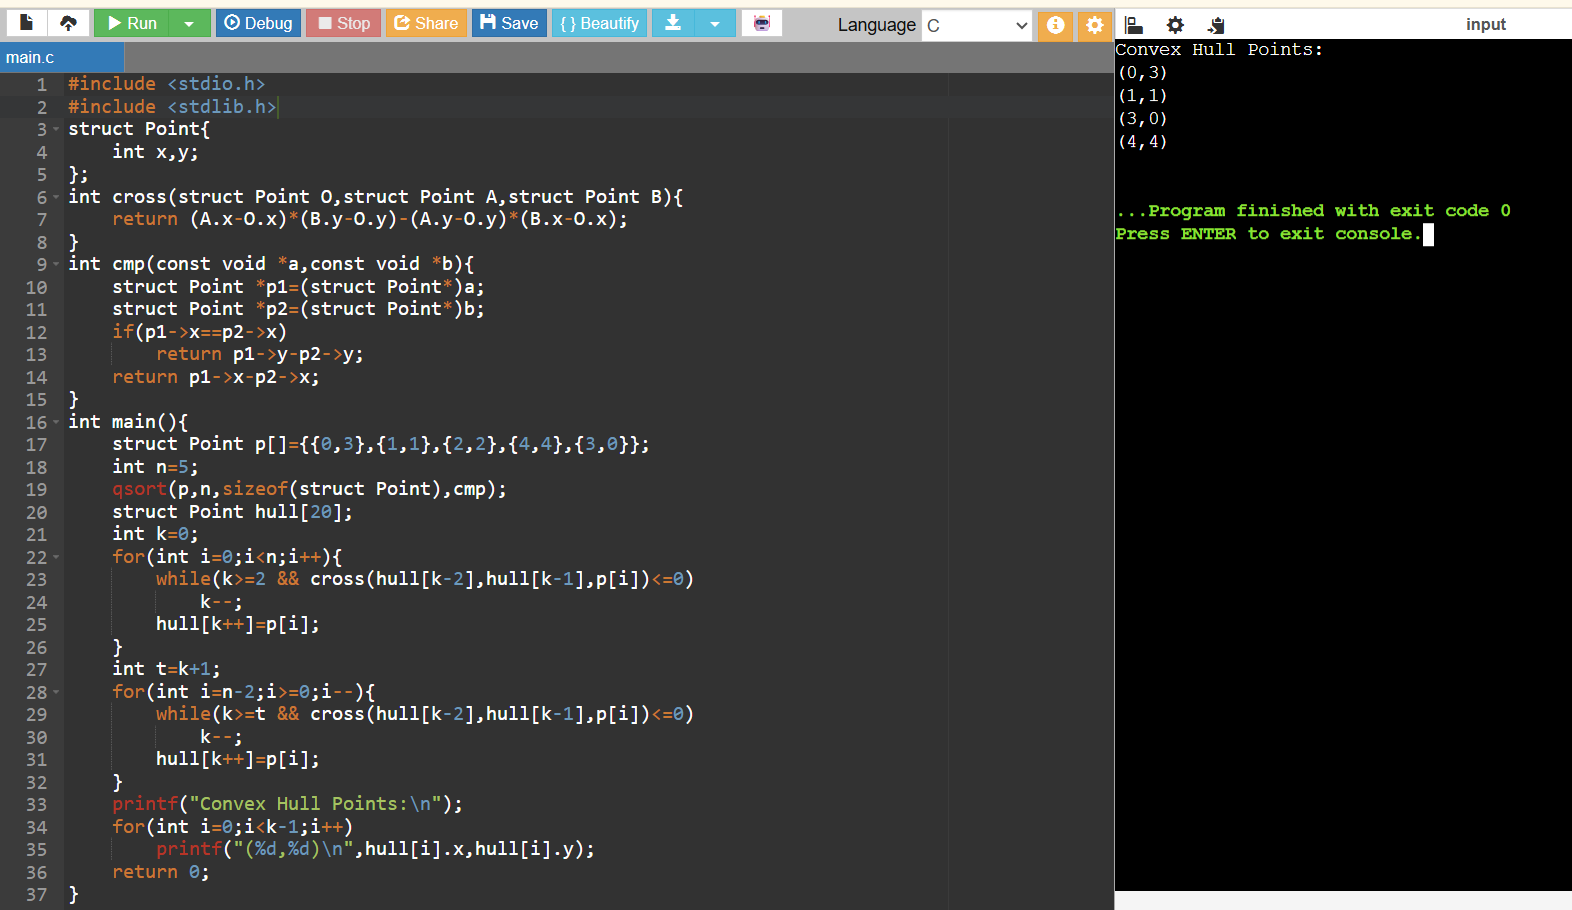 Run Debug Stop Share Save { } Beautify Language C input
main.c
1 #include <stdio.h>
2 #include <stdlib.h>
3 struct Point{
4     int x,y;
5 };
6 int cross(struct Point O,struct Point A,struct Point B){
7     return (A.x-O.x)*(B.y-O.y)-(A.y-O.y)*(B.x-O.x);
8 }
9 int cmp(const void *a,const void *b){
10     struct Point *p1=(struct Point*)a;
11     struct Point *p2=(struct Point*)b;
12     if(p1->x==p2->x)
13         return p1->y-p2->y;
14     return p1->x-p2->x;
15 }
16 int main(){
17     struct Point p[]={{0,3},{1,1},{2,2},{4,4},{3,0}};
18     int n=5;
19     qsort(p,n,sizeof(struct Point),cmp);
20     struct Point hull[20];
21     int k=0;
22     for(int i=0;i<n;i++){
23         while(k>=2 && cross(hull[k-2],hull[k-1],p[i])<=0)
24             k--;
25         hull[k++]=p[i];
26     }
27     int t=k+1;
28     for(int i=n-2;i>=0;i--){
29         while(k>=t && cross(hull[k-2],hull[k-1],p[i])<=0)
30             k--;
31         hull[k++]=p[i];
32     }
33     printf("Convex Hull Points:\n");
34     for(int i=0;i<k-1;i++)
35         printf("(%d,%d)\n",hull[i].x,hull[i].y);
36     return 0;
37 }
Convex Hull Points:
(0,3)
(1,1)
(3,0)
(4,4)
...Program finished with exit code 0
Press ENTER to exit console.